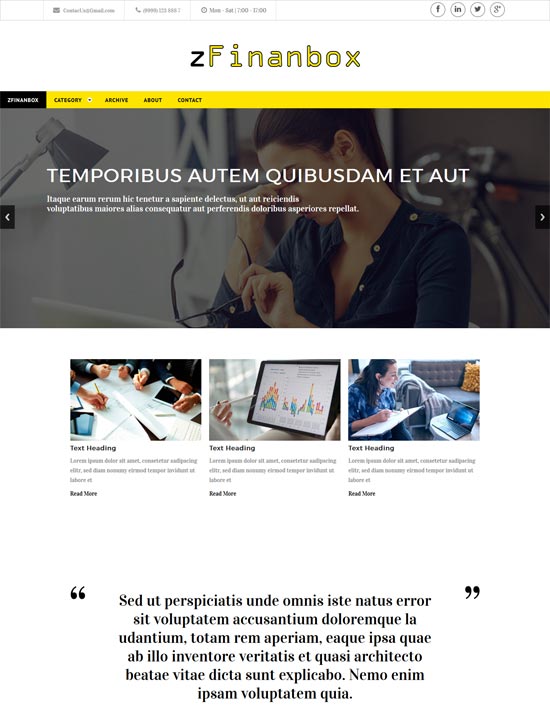 ContactUs@Gmail.com
(0000) 123 888-7
Mon - Sat | 7:00 - 17:00
zFinanbox
ZFINANBOX
CATEGORY
ARCHIVE
ABOUT
CONTACT
TEMPORIBUS AUTEM QUIBUSDAM ET AUT
Itaque earum rerum hic tenetur a sapiente delectus, ut aut reiciendis
voluptatibus maiores alias consequatur aut perferendis doloribus asperiores repellat.
Text Heading
Lorem ipsum dolor sit amet, consetetur sadipscing
elitr, sed diam nonumy eirmod tempor invidunt ut
labore et
Read More
Text Heading
Lorem ipsum dolor sit amet, consetetur sadipscing
elitr, sed diam nonumy eirmod tempor invidunt ut
labore et
Read More
Text Heading
Lorem ipsum dolor sit amet, consetetur sadipscing
elitr, sed diam nonumy eirmod tempor invidunt ut
labore et
Read More
“ Sed ut perspiciatis unde omnis iste natus error ”
sit voluptatem accusantium doloremque la
udantium, totam rem aperiam, eaque ipsa quae
ab illo inventore veritatis et quasi architecto
beatae vitae dicta sunt explicabo. Nemo enim
ipsam voluptatem quia.